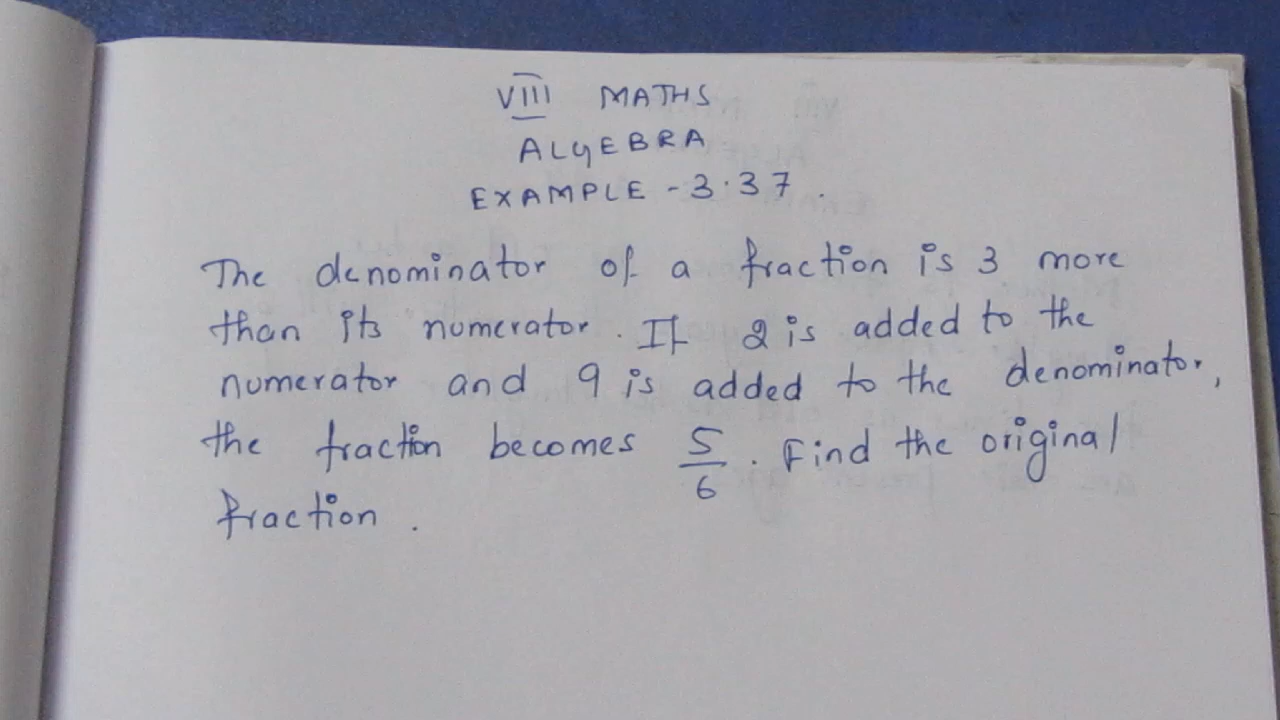 VIII MATHS
ALGEBRA
EXAMPLE - 3.37.
The denominator of a fraction is 3 more
than its numerator. If 2 is added to the
numerator and 9 is added to the denominator,
the fraction becomes 5/6. Find the original
fraction.